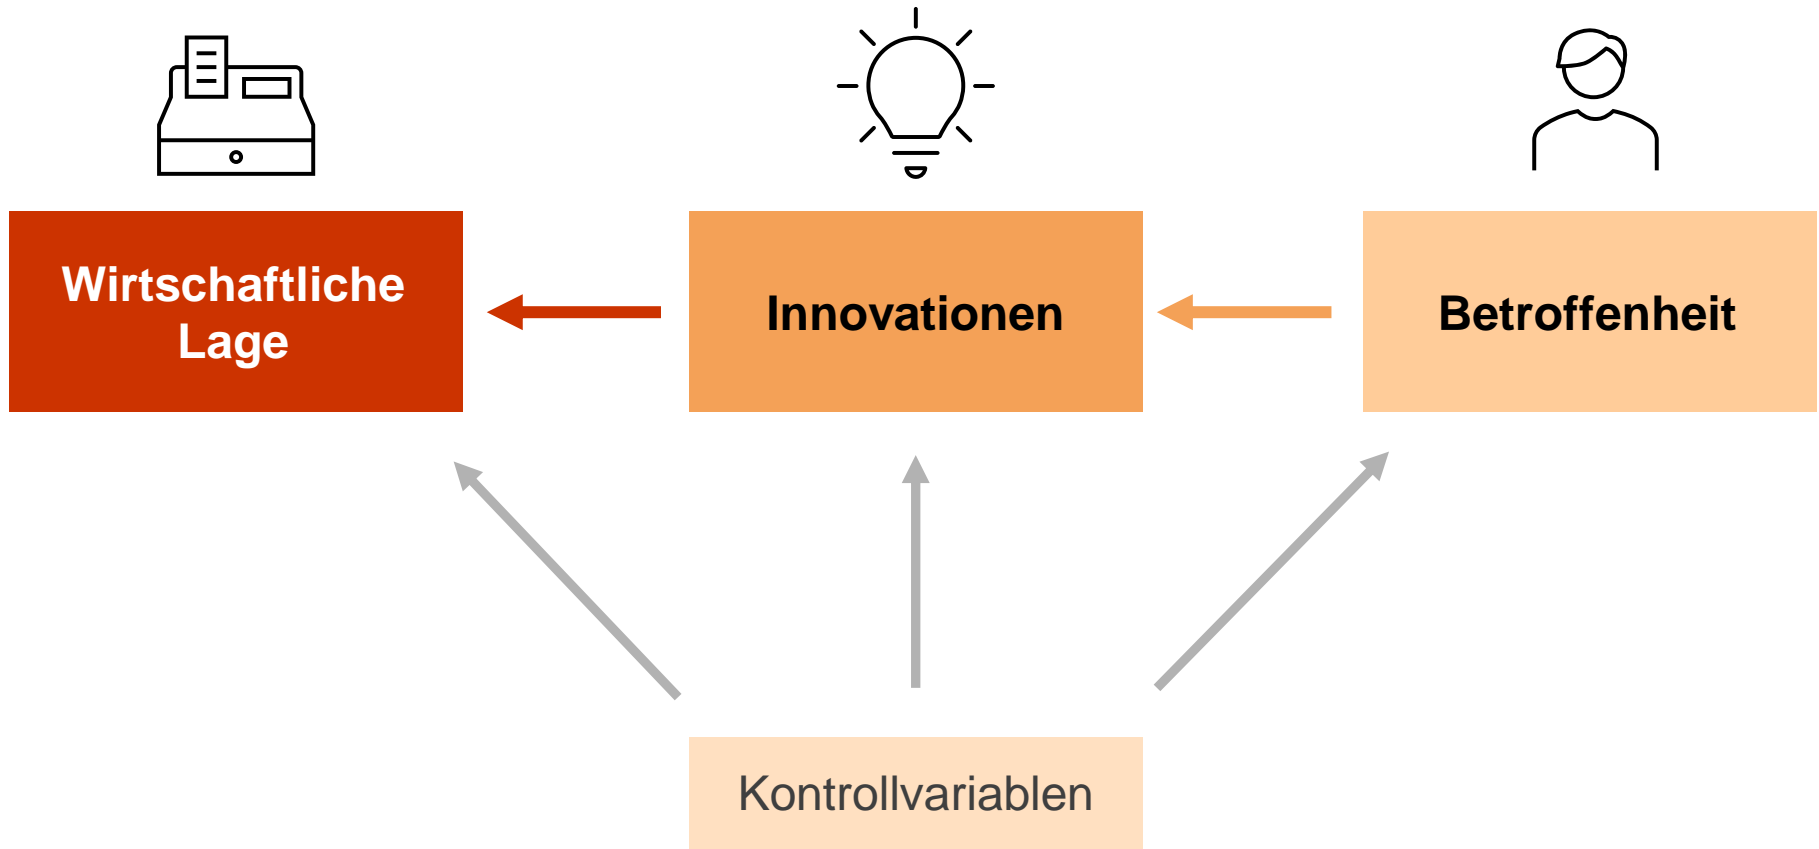 Wirtschaftliche
Lage
Innovationen
Betroffenheit
Kontrollvariablen